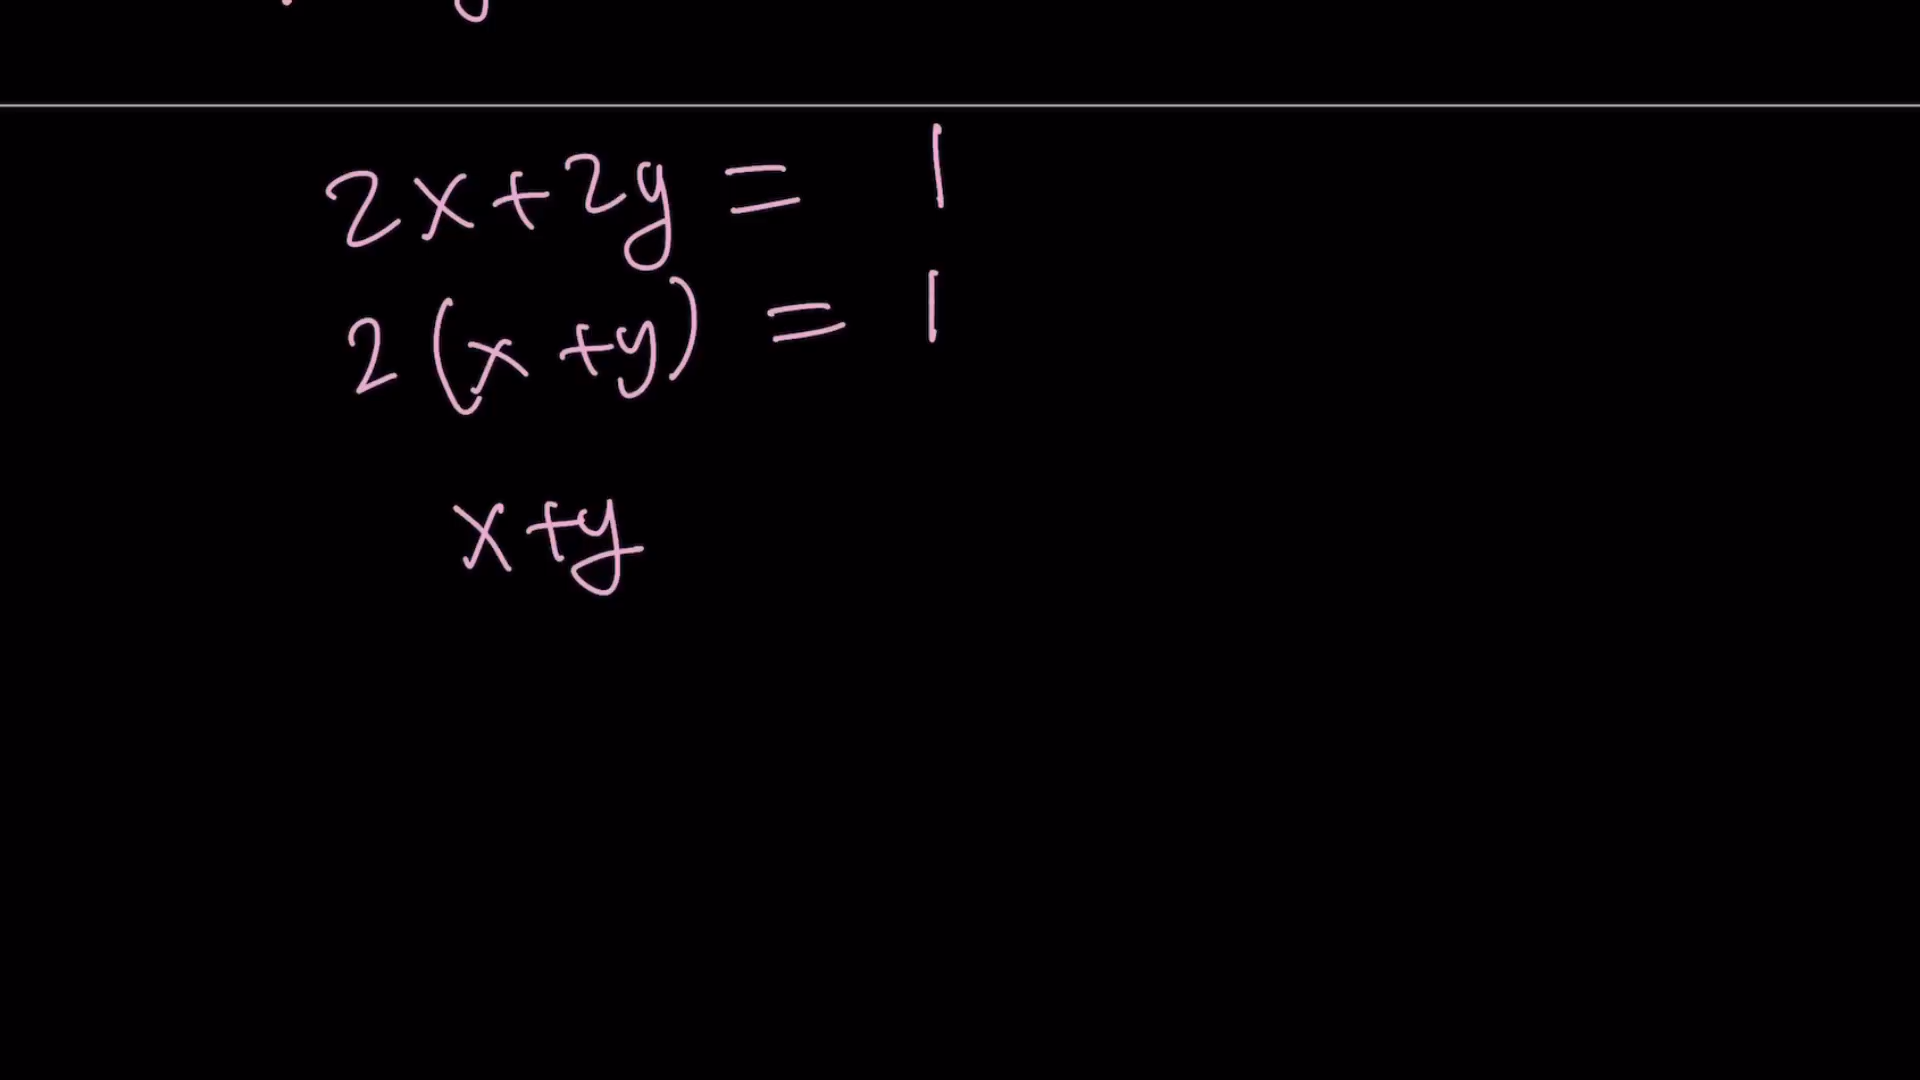 2x+2y = 1
2(x+y) = 1
x+y